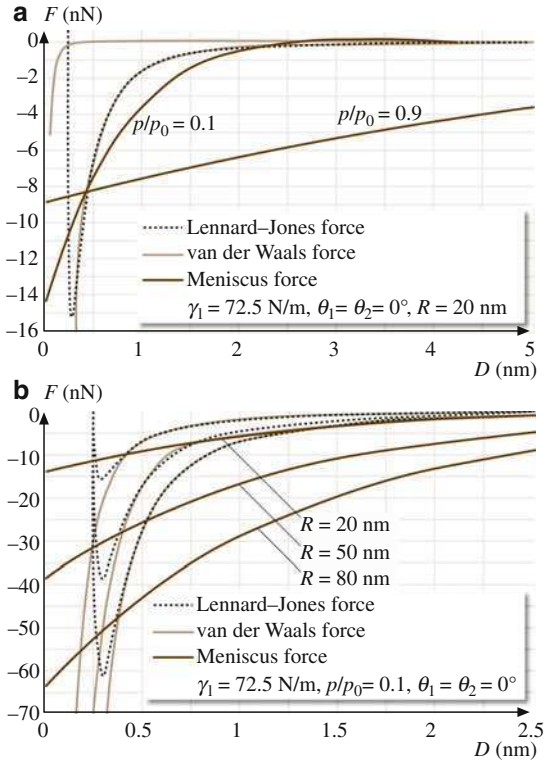 a
F (nN)
0
−2
−4
−6
−8
−10
−12
−14
−16
p/p0 = 0.1
p/p0 = 0.9
Lennard–Jones force
van der Waals force
Meniscus force
γl = 72.5 N/m, θ1 = θ2 = 0°, R = 20 nm
0 1 2 3 4 5
D (nm)
b
F (nN)
0
−10
−20
−30
−40
−50
−60
−70
R = 20 nm
R = 50 nm
R = 80 nm
Lennard–Jones force
van der Waals force
Meniscus force
γl = 72.5 N/m, p/p0 = 0.1, θ1 = θ2 = 0°
0 0.5 1 1.5 2 2.5
D (nm)